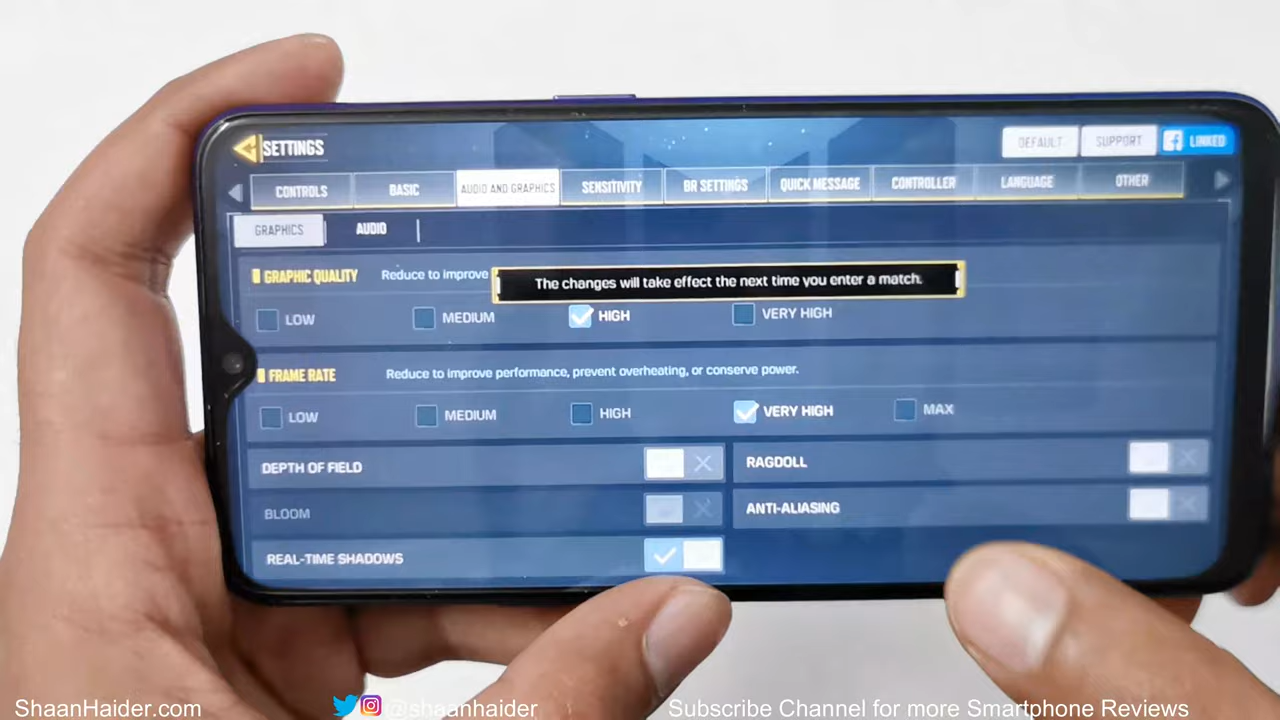 SETTINGS
DEFAULT
SUPPORT
LINKED
CONTROLS
BASIC
AUDIO AND GRAPHICS
SENSITIVITY
BR SETTINGS
QUICK MESSAGE
CONTROLLER
LANGUAGE
OTHER
GRAPHICS
AUDIO
GRAPHIC QUALITY
Reduce to improve
The changes will take effect the next time you enter a match.
LOW
MEDIUM
HIGH
VERY HIGH
FRAME RATE
Reduce to improve performance, prevent overheating, or conserve power.
LOW
MEDIUM
HIGH
VERY HIGH
MAX
DEPTH OF FIELD
RAGDOLL
BLOOM
ANTI-ALIASING
REAL-TIME SHADOWS
ShaanHaider.com
@shaanhaider
Subscribe Channel for more Smartphone Reviews